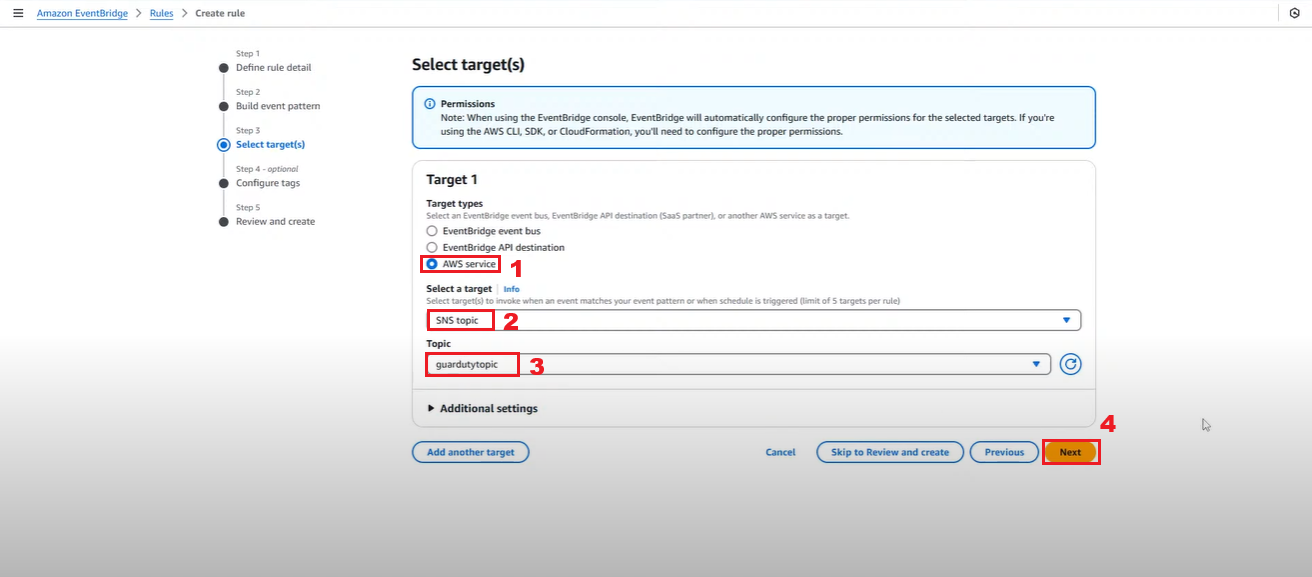 Amazon EventBridge > Rules > Create rule
Step 1
Define rule detail
Step 2
Build event pattern
Step 3
Select target(s)
Step 4 - optional
Configure tags
Step 5
Review and create
Select target(s)
Permissions
Note: When using the EventBridge console, EventBridge will automatically configure the proper permissions for the selected targets. If you're
using the AWS CLI, SDK, or CloudFormation, you'll need to configure the proper permissions.
Target 1
Target types
Select an EventBridge event bus, EventBridge API destination (SaaS partner), or another AWS service as a target.
EventBridge event bus
EventBridge API destination
AWS service 1
Select a target Info
Select target(s) to invoke when an event matches your event pattern or when schedule is triggered (limit of 5 targets per rule)
SNS topic 2
Topic
guardutytopic 3
Additional settings
4
Add another target Cancel Skip to Review and create Previous Next